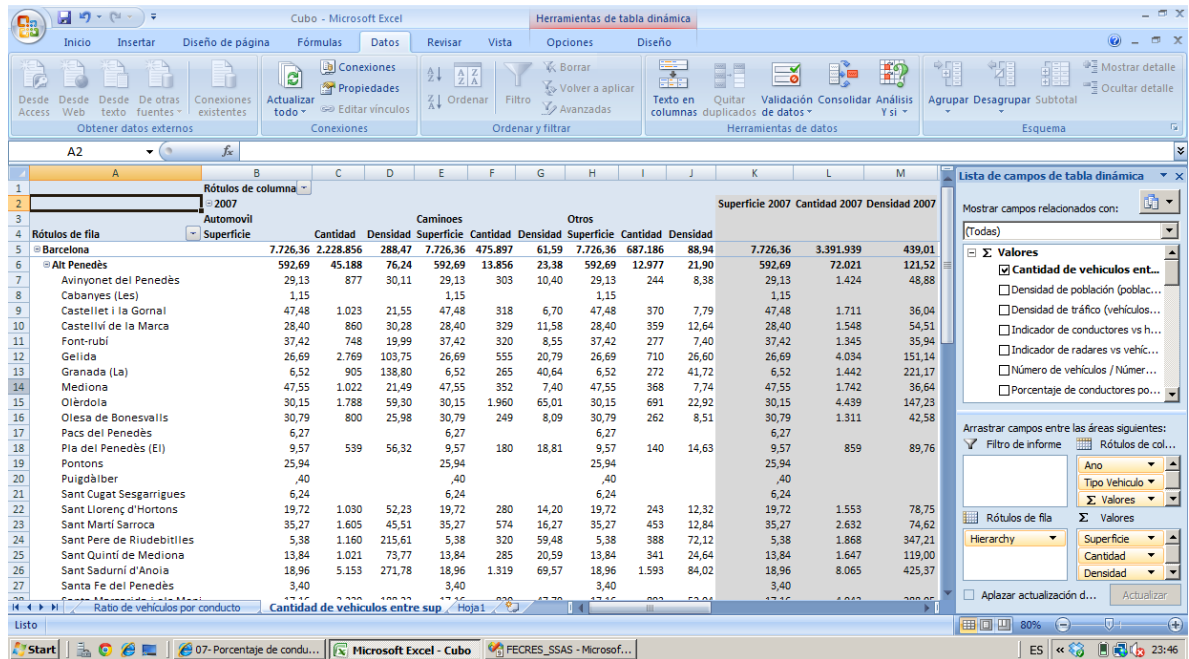 Cubo - Microsoft Excel
Herramientas de tabla dinámica
Inicio Insertar Diseño de página Fórmulas Datos Revisar Vista Opciones Diseño
Desde Access
Desde Web
Desde texto
De otras fuentes
Conexiones existentes
Obtener datos externos
Actualizar todo
Conexiones
Propiedades
Editar vínculos
Conexiones
Ordenar
Filtro
Borrar
Volver a aplicar
Avanzadas
Ordenar y filtrar
Texto en columnas
Quitar duplicados
Validación de datos
Consolidar
Análisis Y si
Herramientas de datos
Agrupar
Desagrupar
Subtotal
Mostrar detalle
Ocultar detalle
Esquema
A2 fx
A B C D E F G H I J K L M
1 Rótulos de columna
2 2007 Superficie 2007 Cantidad 2007 Densidad 2007
3 Automovil Caminoes Otros
4 Rótulos de fila Superficie Cantidad Densidad Superficie Cantidad Densidad Superficie Cantidad Densidad
5 Barcelona 7.726,36 2.228.856 288,47 7.726,36 475.897 61,59 7.726,36 687.186 88,94 7.726,36 3.391.939 439,01
6 Alt Penedès 592,69 45.188 76,24 592,69 13.856 23,38 592,69 12.977 21,90 592,69 72.021 121,52
7 Avinyonet del Penedès 29,13 877 30,11 29,13 303 10,40 29,13 244 8,38 29,13 1.424 48,88
8 Cabanyes (Les) 1,15 1,15 1,15 1,15
9 Castellet i la Gornal 47,48 1.023 21,55 47,48 318 6,70 47,48 370 7,79 47,48 1.711 36,04
10 Castellví de la Marca 28,40 860 30,28 28,40 329 11,58 28,40 359 12,64 28,40 1.548 54,51
11 Font-rubí 37,42 748 19,99 37,42 320 8,55 37,42 277 7,40 37,42 1.345 35,94
12 Gelida 26,69 2.769 103,75 26,69 555 20,79 26,69 710 26,60 26,69 4.034 151,14
13 Granada (La) 6,52 905 138,80 6,52 265 40,64 6,52 272 41,72 6,52 1.442 221,17
14 Mediona 47,55 1.022 21,49 47,55 352 7,40 47,55 368 7,74 47,55 1.742 36,64
15 Olèrdola 30,15 1.788 59,30 30,15 1.960 65,01 30,15 691 22,92 30,15 4.439 147,23
16 Olesa de Bonesvalls 30,79 800 25,98 30,79 249 8,09 30,79 262 8,51 30,79 1.311 42,58
17 Pacs del Penedès 6,27 6,27 6,27 6,27
18 Pla del Penedès (El) 9,57 539 56,32 9,57 180 18,81 9,57 140 14,63 9,57 859 89,76
19 Pontons 25,94 25,94 25,94 25,94
20 Puigdàlber ,40 ,40 ,40 ,40
21 Sant Cugat Sesgarrigues 6,24 6,24 6,24 6,24
22 Sant Llorenç d'Hortons 19,72 1.030 52,23 19,72 280 14,20 19,72 243 12,32 19,72 1.553 78,75
23 Sant Martí Sarroca 35,27 1.605 45,51 35,27 574 16,27 35,27 453 12,84 35,27 2.632 74,62
24 Sant Pere de Riudebitlles 5,38 1.160 215,61 5,38 320 59,48 5,38 388 72,12 5,38 1.868 347,21
25 Sant Quintí de Mediona 13,84 1.021 73,77 13,84 285 20,59 13,84 341 24,64 13,84 1.647 119,00
26 Sant Sadurní d'Anoia 18,96 5.153 271,78 18,96 1.319 69,57 18,96 1.593 84,02 18,96 8.065 425,37
27 Santa Fe del Penedès 3,40 3,40 3,40 3,40
Ratio de vehículos por conducto Cantidad de vehiculos entre sup Hoja1
Lista de campos de tabla dinámica
Mostrar campos relacionados con:
(Todas)
Σ Valores
Cantidad de vehiculos ent...
Densidad de población (poblac...
Densidad de tráfico (vehículos...
Indicador de conductores vs h...
Indicador de radares vs vehíc...
Número de vehículos / Númer...
Porcentaje de conductores po...
Arrastrar campos entre las áreas siguientes:
Filtro de informe Rótulos de col...
Ano
Tipo Vehiculo
Σ Valores
Rótulos de fila Σ Valores
Hierarchy Superficie
Cantidad
Densidad
Aplazar actualización d... Actualizar
Listo 80%
Start 07- Porcentaje de condu... Microsoft Excel - Cubo FECRES_SSAS - Microsof... ES 23:46